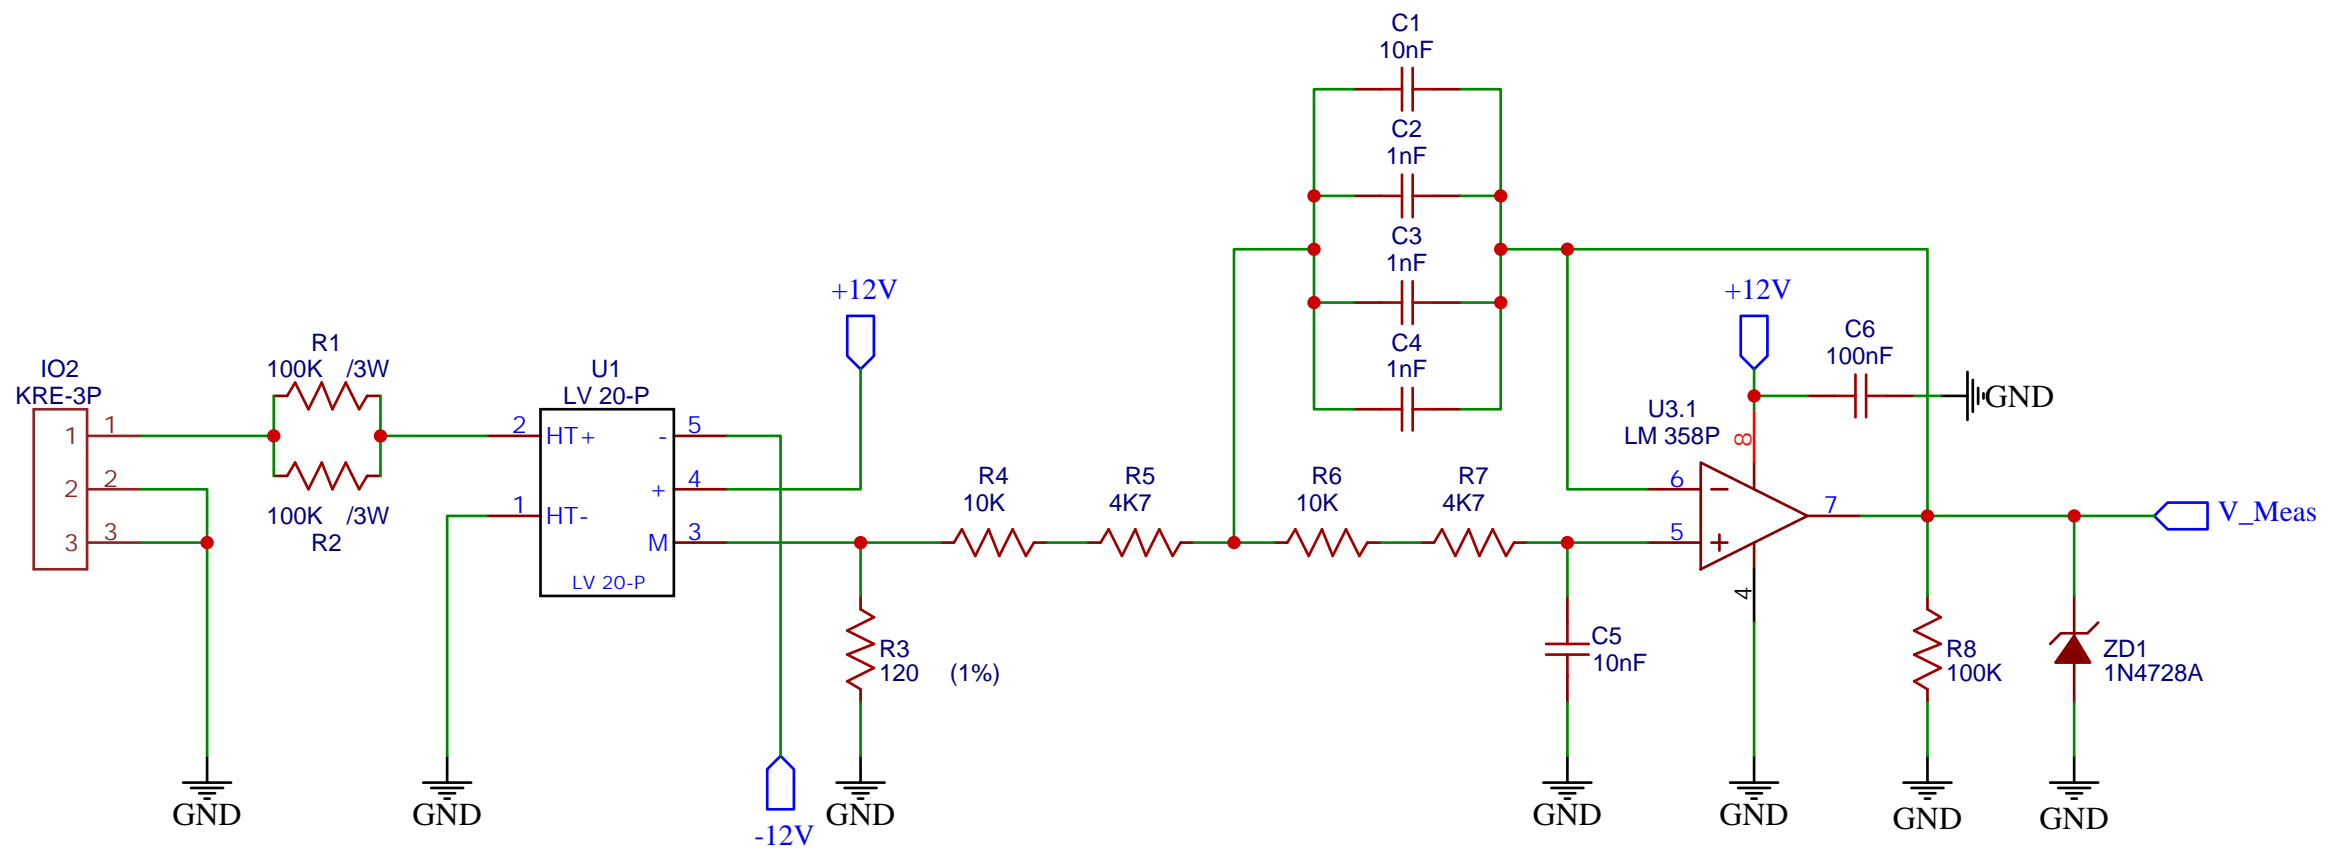 C1
10nF
C2
1nF
C3
1nF
C4
1nF
+12V
+12V
C6
100nF
GND
R1
100K /3W
100K /3W
R2
IO2
KRE-3P
1 1
2 2
3 3
U1
LV 20-P
2 HT+
1 HT-
- 5
+ 4
M 3
LV 20-P
R4
10K
R5
4K7
R6
10K
R7
4K7
U3.1
LM 358P
8
6
5
7
4
V_Meas
R3
120 (1%)
C5
10nF
R8
100K
ZD1
1N4728A
GND
GND
-12V
GND
GND
GND
GND
GND